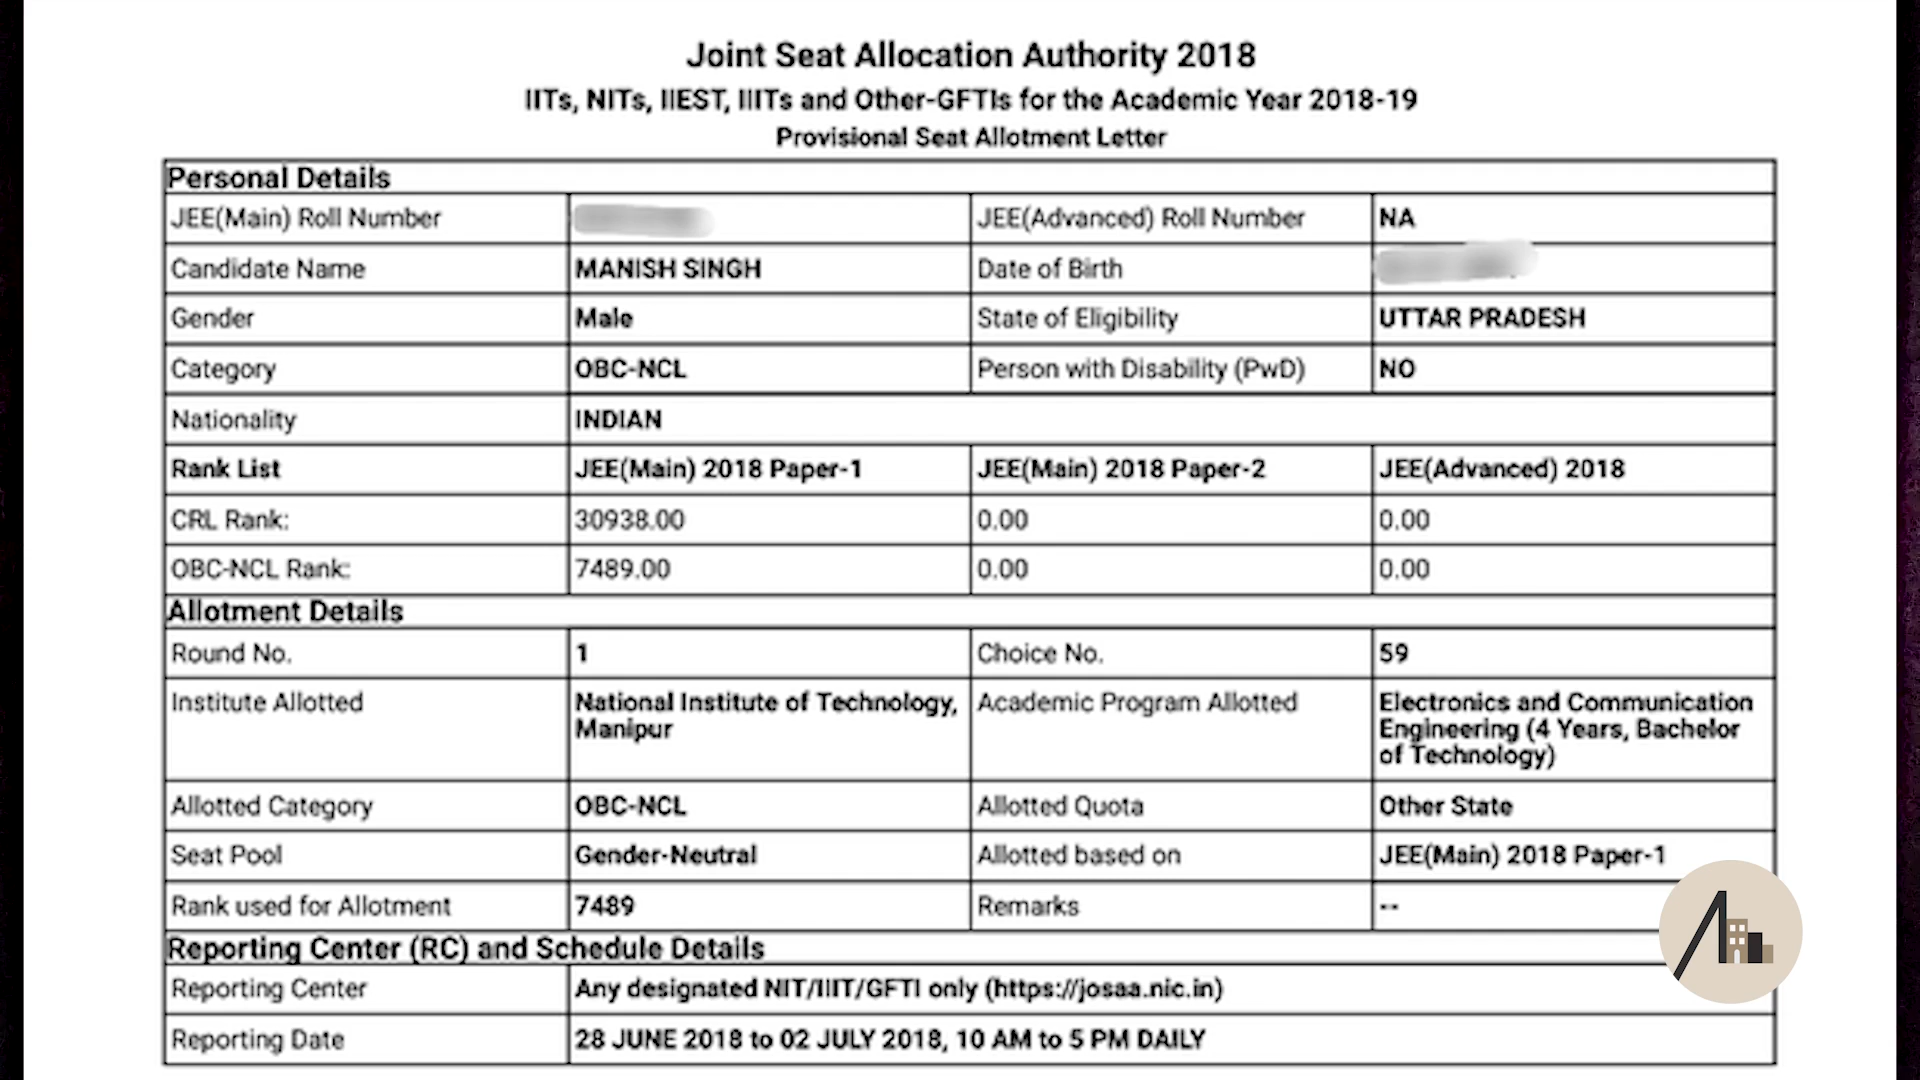 Joint Seat Allocation Authority 2018
IITs, NITs, IIEST, IIITs and Other-GFTIs for the Academic Year 2018-19
Provisional Seat Allotment Letter
Personal Details
JEE(Main) Roll Number JEE(Advanced) Roll Number NA
Candidate Name MANISH SINGH Date of Birth
Gender Male State of Eligibility UTTAR PRADESH
Category OBC-NCL Person with Disability (PwD) NO
Nationality INDIAN
Rank List JEE(Main) 2018 Paper-1 JEE(Main) 2018 Paper-2 JEE(Advanced) 2018
CRL Rank: 30938.00 0.00 0.00
OBC-NCL Rank: 7489.00 0.00 0.00
Allotment Details
Round No. 1 Choice No. 59
Institute Allotted National Institute of Technology, Academic Program Allotted Electronics and Communication
Manipur Engineering (4 Years, Bachelor
of Technology)
Allotted Category OBC-NCL Allotted Quota Other State
Seat Pool Gender-Neutral Allotted based on JEE(Main) 2018 Paper-1
Rank used for Allotment 7489 Remarks --
Reporting Center (RC) and Schedule Details
Reporting Center Any designated NIT/IIIT/GFTI only (https://josaa.nic.in)
Reporting Date 28 JUNE 2018 to 02 JULY 2018, 10 AM to 5 PM DAILY